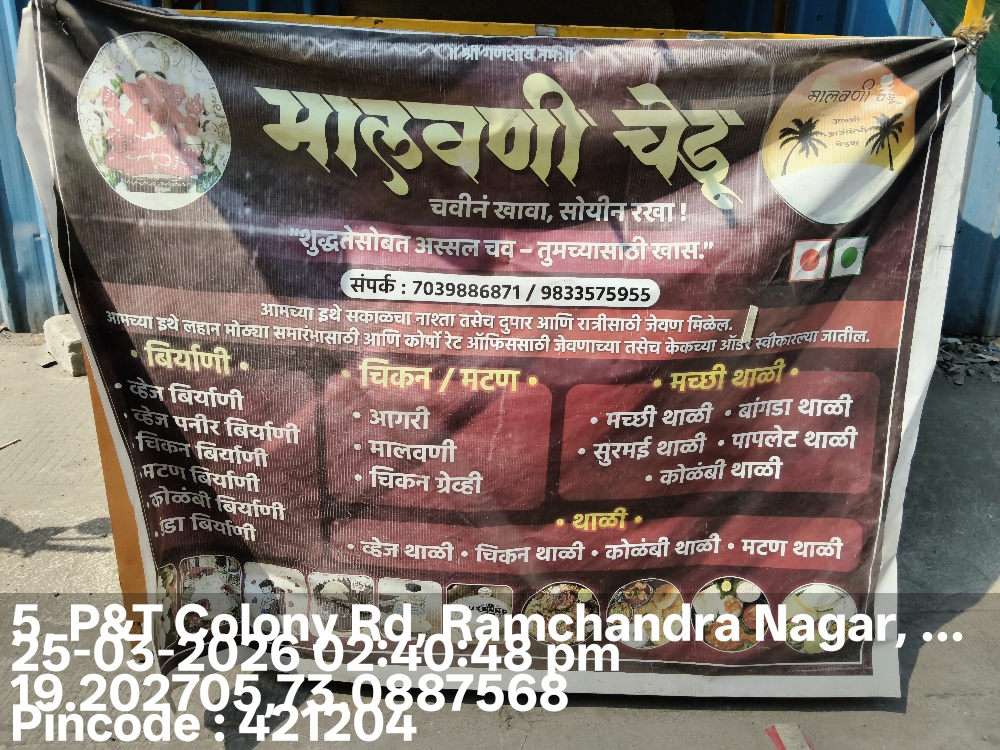 ॥ श्री गणेशाय नमः ॥
मालवणी चेडू
मालवणी चेडू
चवीनं खावा, सोयीन रखा !
"शुद्धतेसोबत अस्सल चव – तुमच्यासाठी खास."
संपर्क : 7039886871 / 9833575955
आमच्या इथे सकाळचा नाश्ता तसेच दुपार आणि रात्रीसाठी जेवण मिळेल.
आमच्या इथे लहान मोठ्या समारंभासाठी आणि कोर्पो रेट ऑफिससाठी जेवणाच्या तसेच केकच्या ऑर्डर स्वीकारल्या जातील.
• बिर्याणी •
• व्हेज बिर्याणी
• व्हेज पनीर बिर्याणी
चिकन बिर्याणी
मटण बिर्याणी
कोळंबी बिर्याणी
डा बिर्याणी
• चिकन / मटण •
• आगरी
• मालवणी
• चिकन ग्रेव्ही
• मच्छी थाळी •
• मच्छी थाळी • बांगडा थाळी
• सुरमई थाळी • पापलेट थाळी
• कोळंबी थाळी
• थाळी •
• व्हेज थाळी • चिकन थाळी • कोळंबी थाळी • मटण थाळी
5, P&T Colony Rd, Ramchandra Nagar, ...
25-03-2026 02:40:48 pm
19.202705,73.0887568
Pincode : 421204